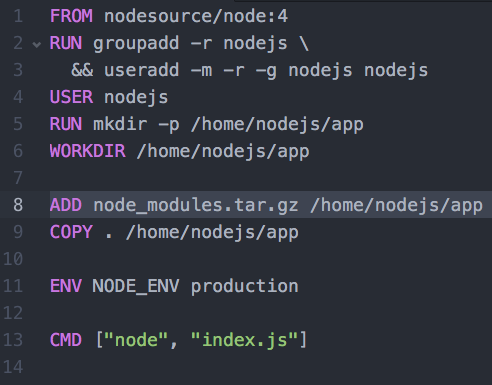 1 FROM nodesource/node:4
2 RUN groupadd -r nodejs \
3   && useradd -m -r -g nodejs nodejs
4 USER nodejs
5 RUN mkdir -p /home/nodejs/app
6 WORKDIR /home/nodejs/app
7
8 ADD node_modules.tar.gz /home/nodejs/app
9 COPY . /home/nodejs/app
10
11 ENV NODE_ENV production
12
13 CMD ["node", "index.js"]
14